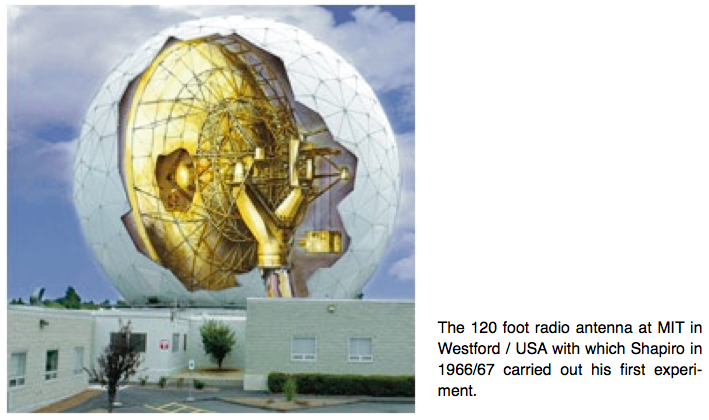 The 120 foot radio antenna at MIT in
Westford / USA with which Shapiro in
1966/67 carried out his first experi-
ment.